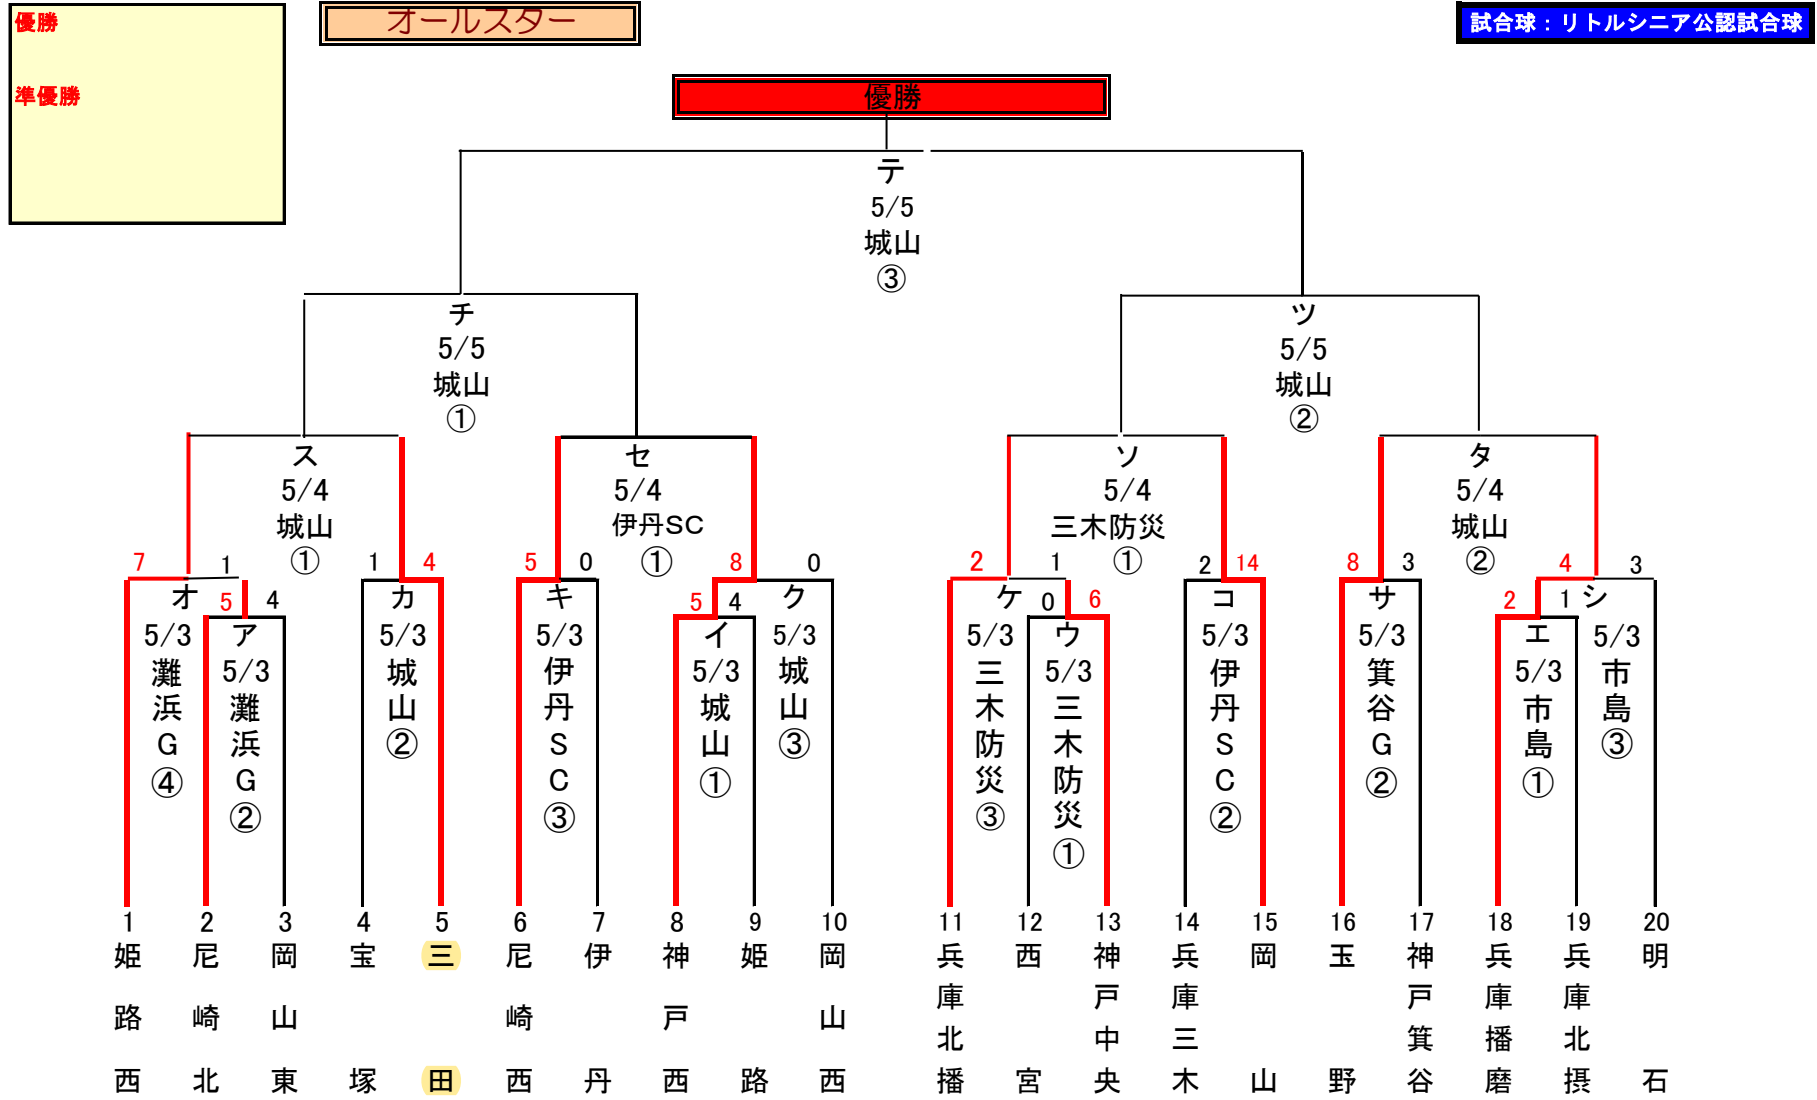 優勝
準優勝
オールスター
試合球：リトルシニア公認試合球
優勝
テ
5/5
城山
③
チ
5/5
城山
①
ツ
5/5
城山
②
ス
5/4
城山
①
セ
5/4
伊丹SC
①
ソ
5/4
三木防災
①
タ
5/4
城山
②
7 1
オ
5/3
灘浜G
④
5 4
ア
5/3
灘浜G
②
1 4
カ
5/3
城山
②
5 0
キ
5/3
伊丹SC
③
5 4
イ
5/3
城山
①
8 0
ク
5/3
城山
③
2 1
ケ
5/3
三木防災
③
0 6
ウ
5/3
三木防災
①
2 14
コ
5/3
伊丹SC
②
8 3
サ
5/3
箕谷G
②
2 1
エ
5/3
市島
①
4 3
シ
5/3
市島
③
1 姫路西
2 尼崎北
3 岡山東
4 宝塚
5 三田
6 尼崎西
7 伊丹
8 神戸西
9 姫路
10 岡山西
11 兵庫北播
12 西宮
13 神戸中央
14 兵庫三木
15 岡山
16 玉野
17 神戸箕谷
18 兵庫播磨
19 兵庫北摂
20 明石